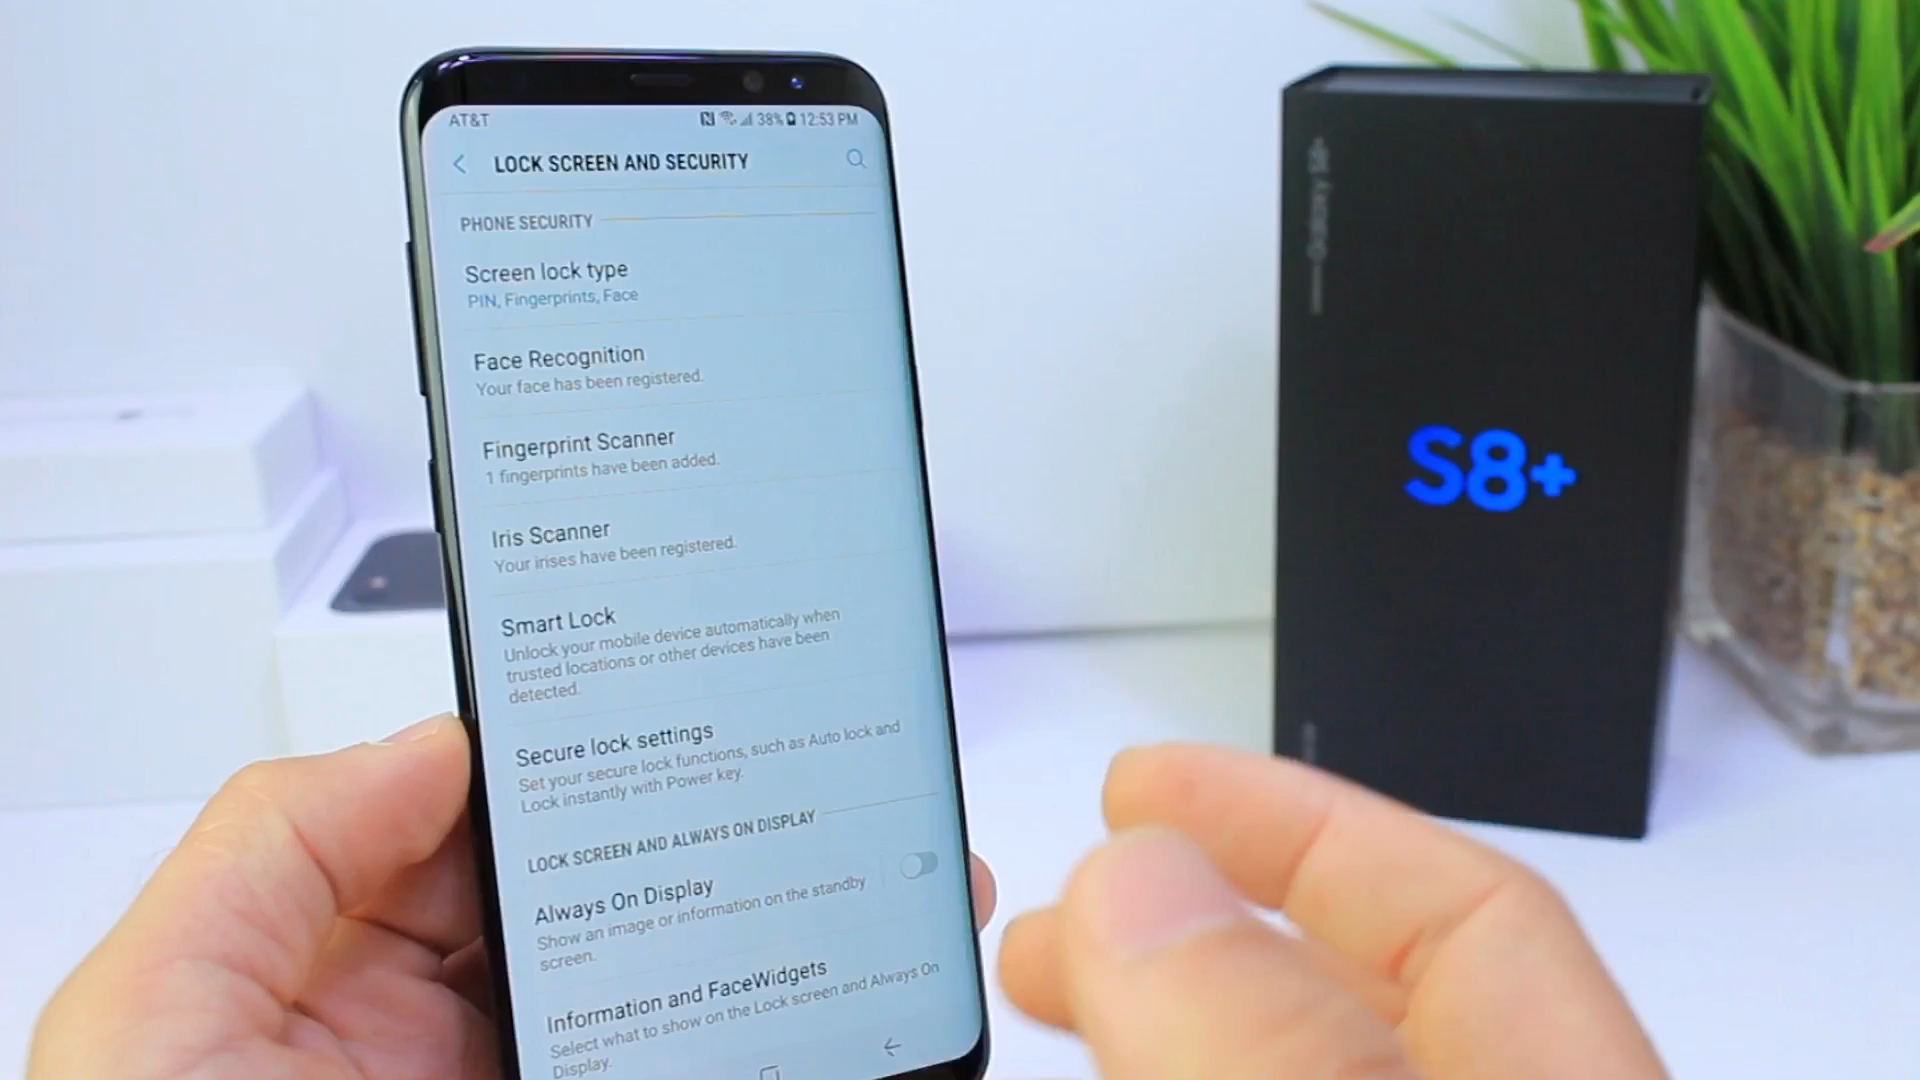 AT&T
38% 12:53 PM
LOCK SCREEN AND SECURITY
PHONE SECURITY
Screen lock type
PIN, Fingerprints, Face
Face Recognition
Your face has been registered.
Fingerprint Scanner
1 fingerprints have been added.
Iris Scanner
Your irises have been registered.
Smart Lock
Unlock your mobile device automatically when
trusted locations or other devices have been
detected.
Secure lock settings
Set your secure lock functions, such as Auto lock and
Lock instantly with Power key.
LOCK SCREEN AND ALWAYS ON DISPLAY
Always On Display
Show an image or information on the standby
screen.
Information and FaceWidgets
Select what to show on the Lock screen and Always On
Display.
Galaxy S8+
S8+